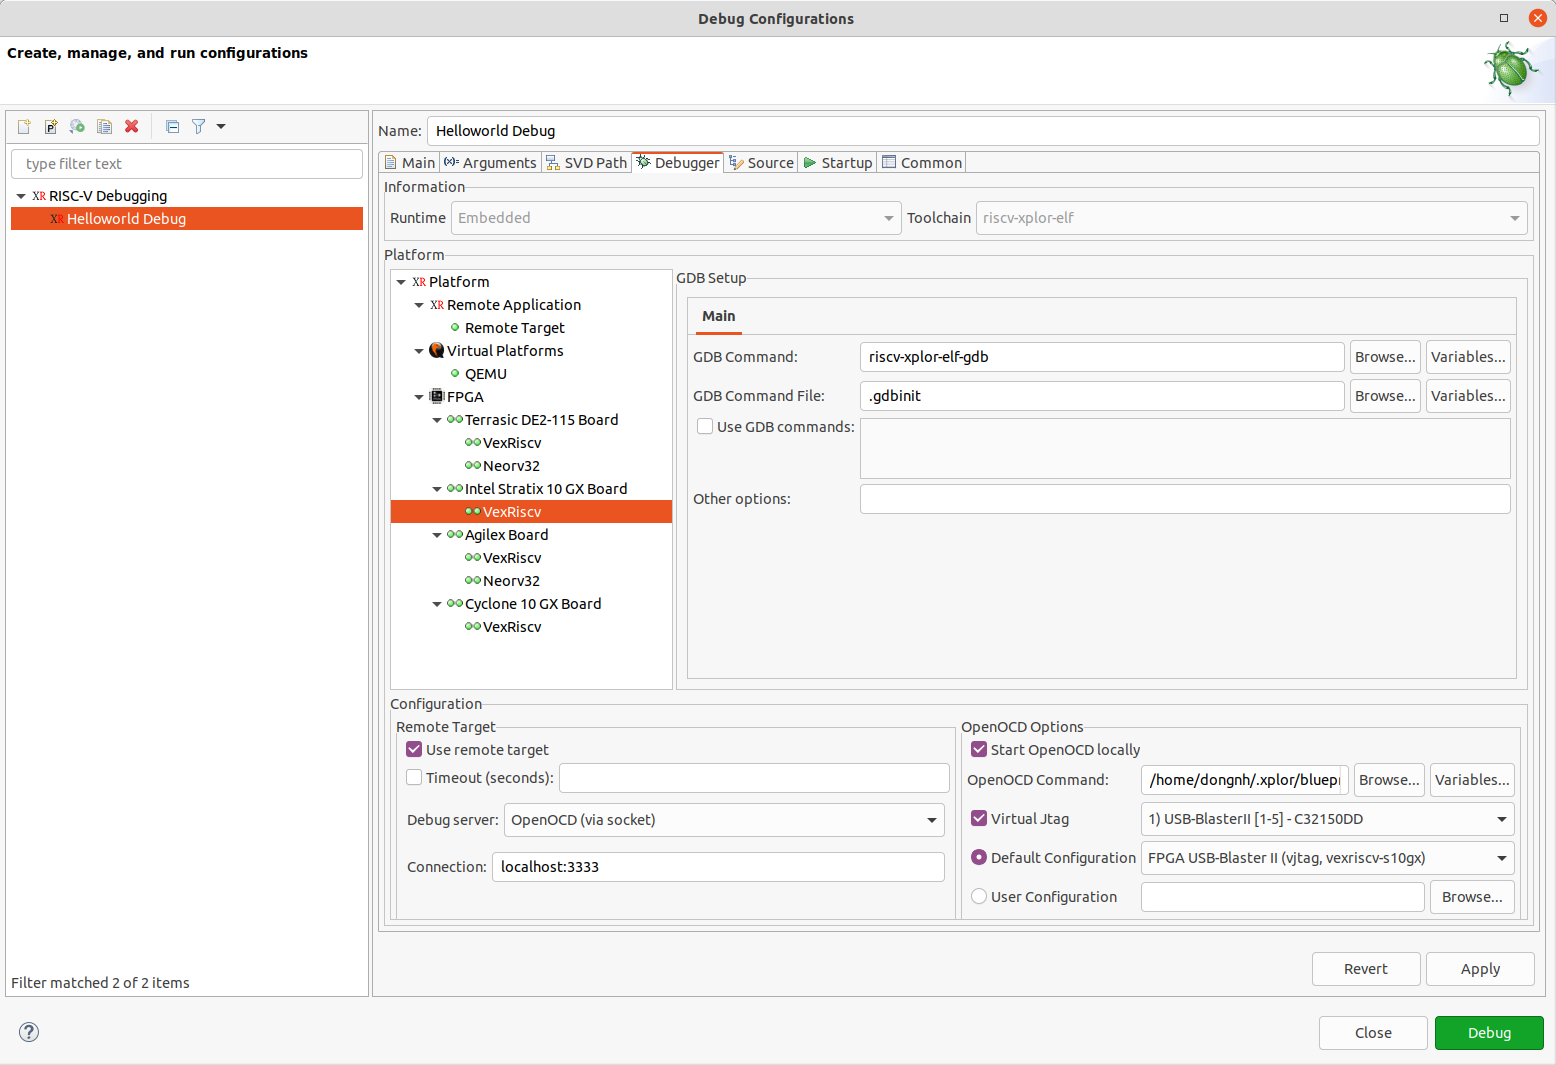 Debug Configurations
Create, manage, and run configurations
type filter text
XR RISC-V Debugging
XR Helloworld Debug
Filter matched 2 of 2 items
Name: Helloworld Debug
Main (x)= Arguments SVD Path Debugger Source Startup Common
Information
Runtime Embedded Toolchain riscv-xplor-elf
Platform
XR Platform
XR Remote Application
Remote Target
Virtual Platforms
QEMU
FPGA
Terrasic DE2-115 Board
VexRiscv
Neorv32
Intel Stratix 10 GX Board
VexRiscv
Agilex Board
VexRiscv
Neorv32
Cyclone 10 GX Board
VexRiscv
GDB Setup
Main
GDB Command: riscv-xplor-elf-gdb Browse... Variables...
GDB Command File: .gdbinit Browse... Variables...
Use GDB commands:
Other options:
Configuration
Remote Target
Use remote target
Timeout (seconds):
Debug server: OpenOCD (via socket)
Connection: localhost:3333
OpenOCD Options
Start OpenOCD locally
OpenOCD Command: /home/dongnh/.xplor/bluepr Browse... Variables...
Virtual Jtag 1) USB-BlasterII [1-5] - C32150DD
Default Configuration FPGA USB-Blaster II (vjtag, vexriscv-s10gx)
User Configuration Browse...
Revert Apply
? Close Debug